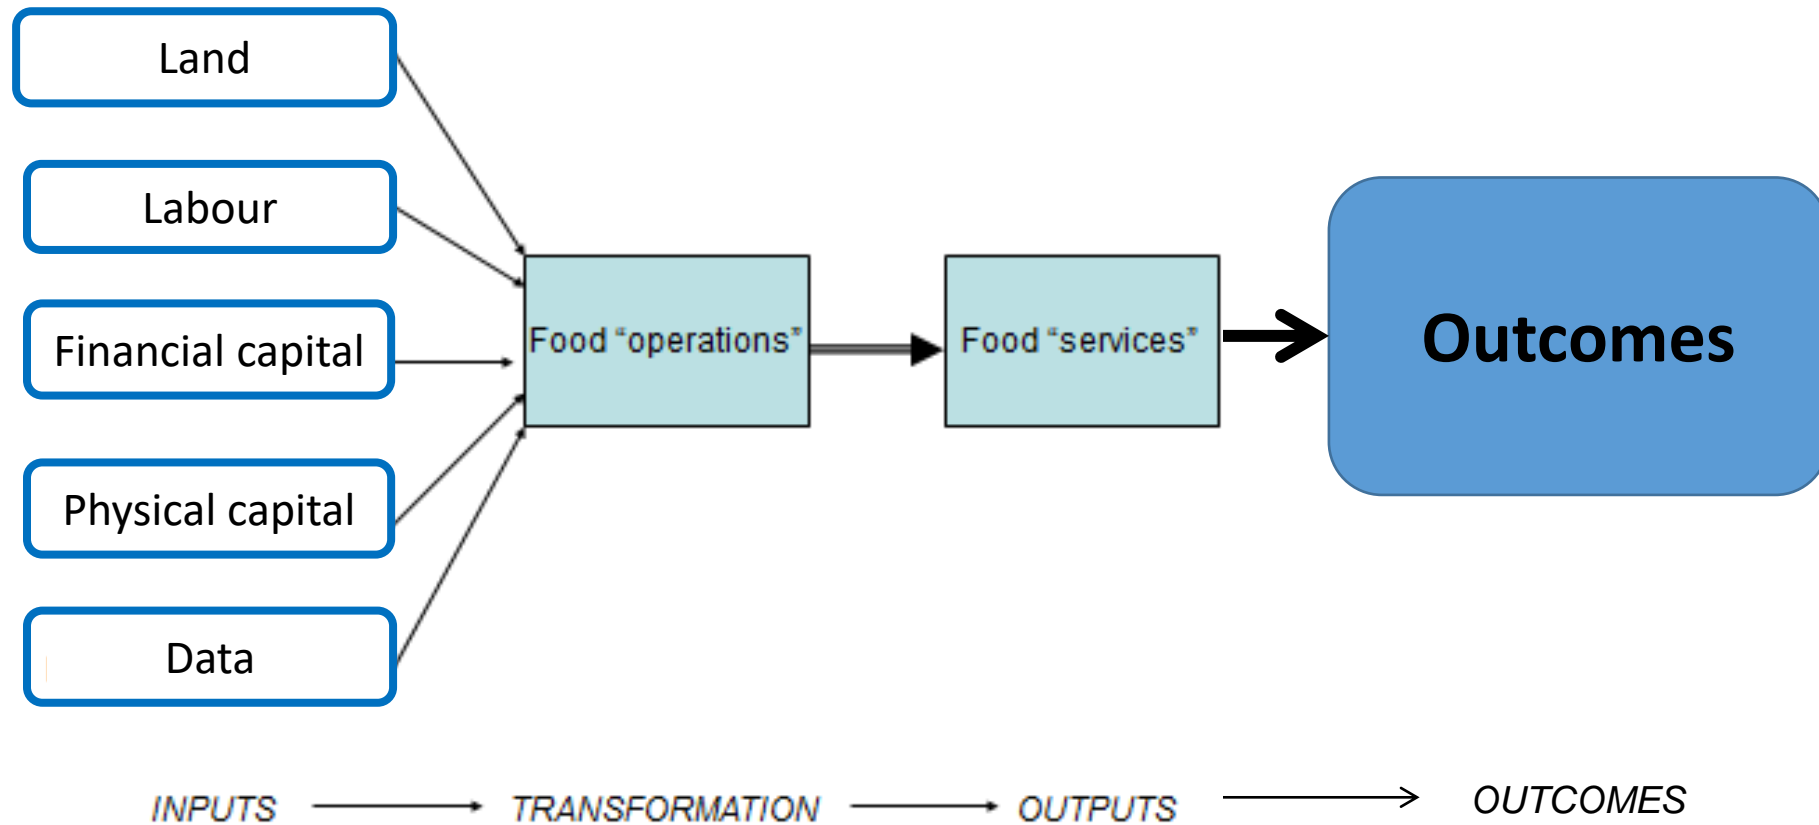 Land
Labour
Financial capital
Physical capital
Data
Food “operations”
Food “services”
Outcomes
INPUTS
TRANSFORMATION
OUTPUTS
OUTCOMES